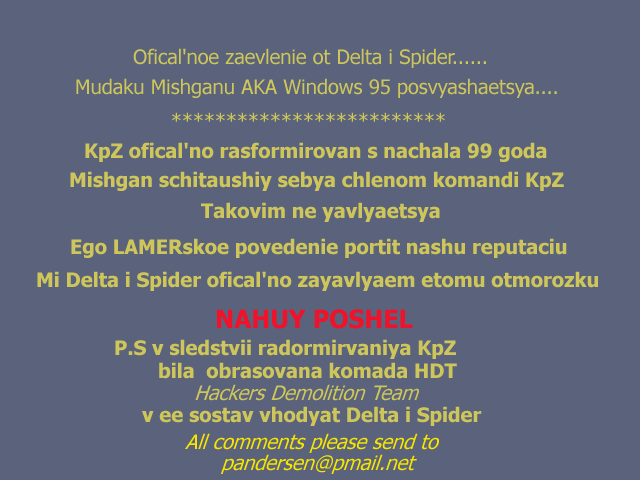 Ofical'noe zaevlenie ot Delta i Spider......
Mudaku Mishganu AKA Windows 95 posvyashaetsya....
*************************
KpZ ofical'no rasformirovan s nachala 99 goda
Mishgan schitaushiy sebya chlenom komandi KpZ
Takovim ne yavlyaetsya
Ego LAMERskoe povedenie portit nashu reputaciu
Mi Delta i Spider ofical'no zayavlyaem etomu otmorozku
NAHUY POSHEL
P.S v sledstvii radormirvaniya KpZ
bila obrasovana komada HDT
Hackers Demolition Team
v ee sostav vhodyat Delta i Spider
All comments please send to
pandersen@pmail.net